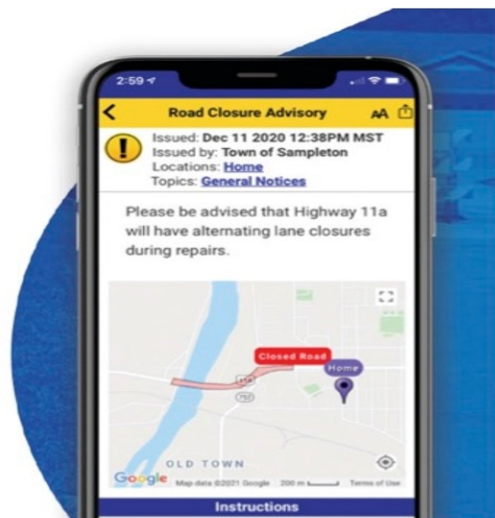 2:59
Road Closure Advisory AA
Issued: Dec 11 2020 12:38PM MST
Issued by: Town of Sampleton
Locations: Home
Topics: General Notices
Please be advised that Highway 11a
will have alternating lane closures
during repairs.
Closed Road
Home
11A
752
OLD TOWN
Google Map data ©2021 Google 200 m Terms of Use
Instructions